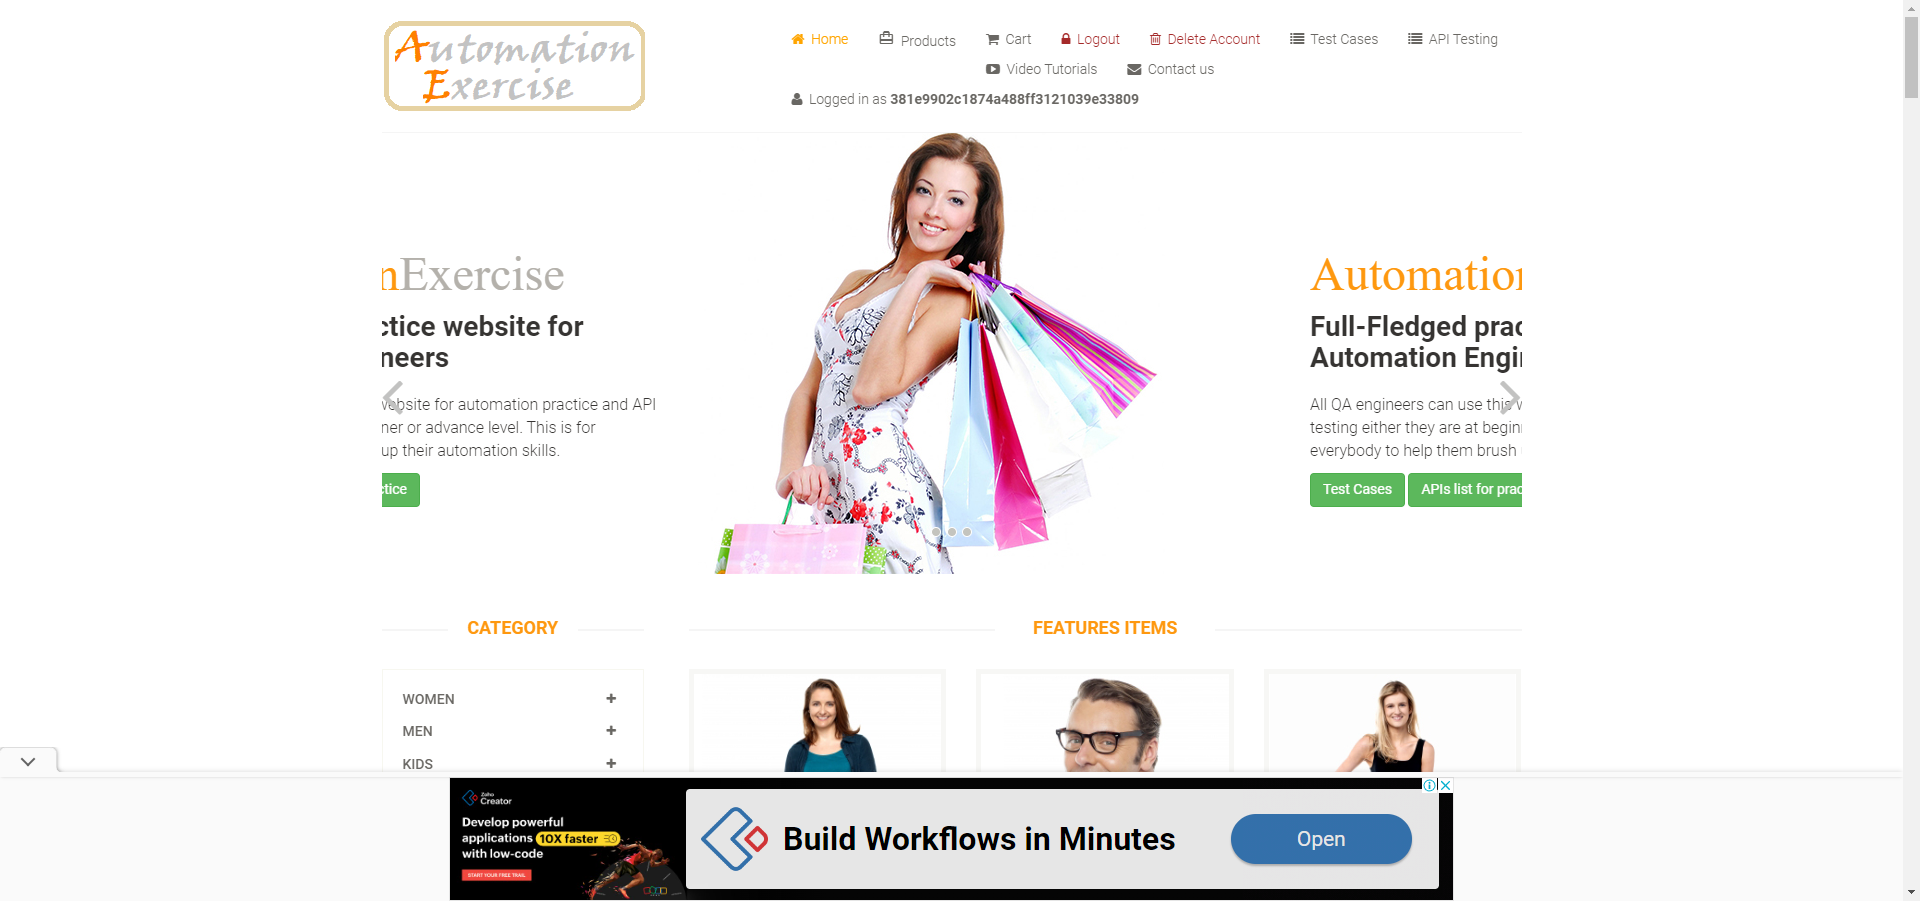 Automation
Exercise
Home
Products
Cart
Logout
Delete Account
Test Cases
API Testing
Video Tutorials
Contact us
Logged in as 381e9902c1874a488ff3121039e33809
nExercise
ctice website for
neers
website for automation practice and API
ner or advance level. This is for
up their automation skills.
ctice
Automation
Full-Fledged prac
Automation Engi
All QA engineers can use this w
testing either they are at begin
everybody to help them brush
Test Cases
APIs list for prac
CATEGORY
WOMEN
MEN
KIDS
FEATURES ITEMS
Zoho
Creator
Develop powerful
applications 10X faster
with low-code
START YOUR FREE TRAIL
Build Workflows in Minutes
Open